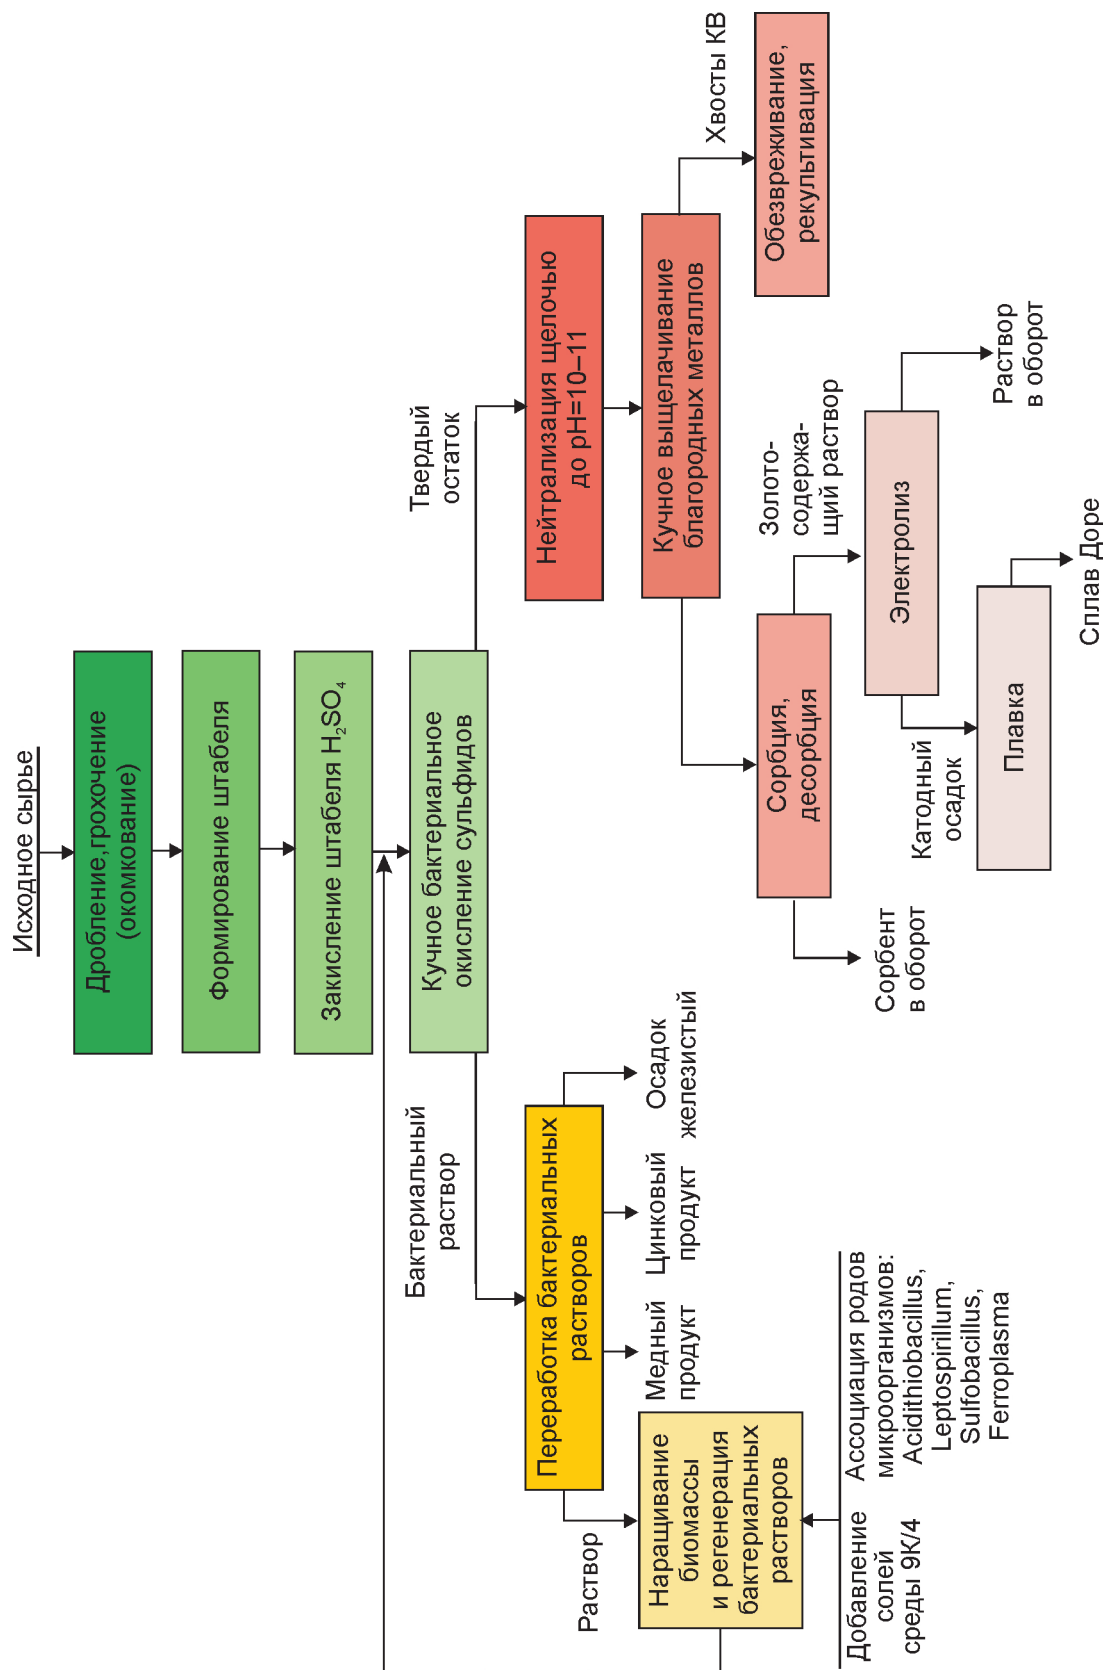 Исходное сырье
Дробление,грохочение
(окомкование)
Формирование штабеля
Закисление штабеля H₂SO₄
Кучное бактериальное
окисление сульфидов
Бактериальный
раствор
Твердый
остаток
Переработка бактериальных
растворов
Раствор
Медный
продукт
Цинковый
продукт
Осадок
железистый
Наращивание
биомассы
и регенерация
бактериальных
растворов
Добавление
солей
среды 9К/4
Ассоциация родов
микроорганизмов:
Acidithiobacillus,
Leptospirillum,
Sulfobacillus,
Ferroplasma
Нейтрализация щелочью
до pH=10–11
Кучное выщелачивание
благородных металлов
Хвосты КВ
Обезвреживание,
рекультивация
Сорбция,
десорбция
Сорбент
в оборот
Золото-
содержа-
щий раствор
Электролиз
Раствор
в оборот
Катодный
осадок
Плавка
Сплав Доре